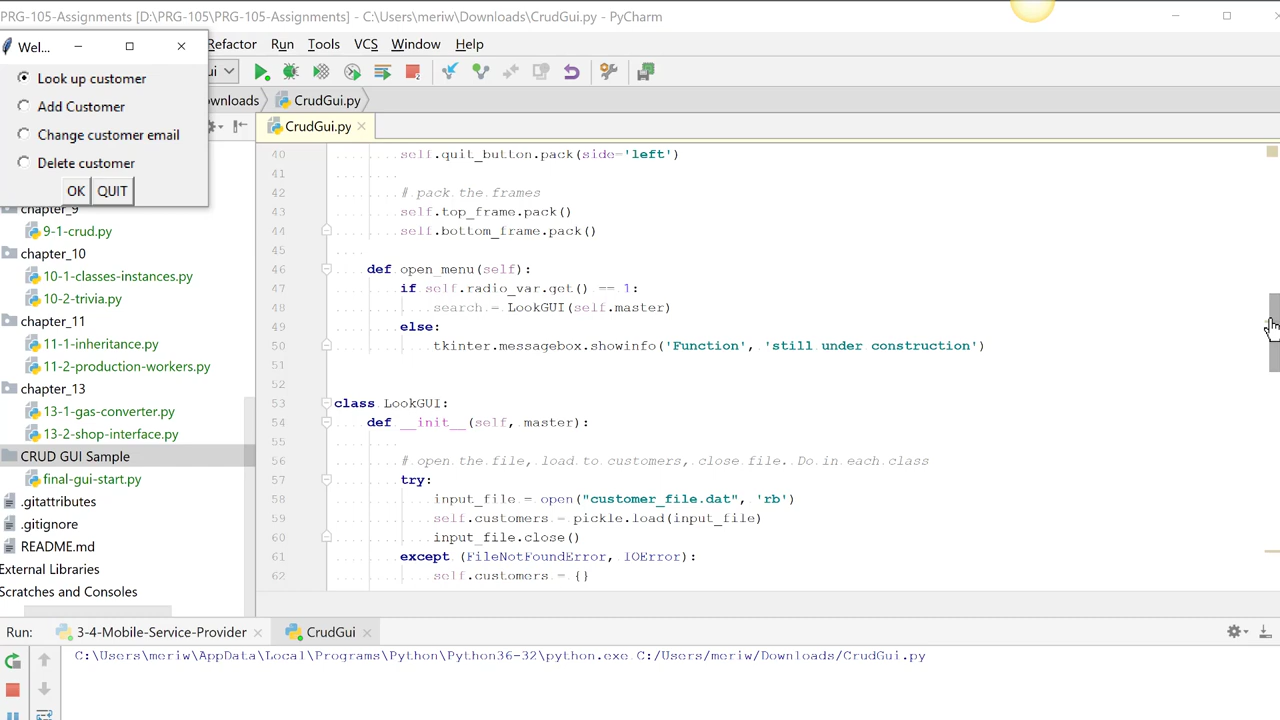 PRG-105-Assignments] [D:\PRG-105\PRG-105-Assignments] - C:\Users\meriw\Downloads\CrudGui.py - PyCharm
Wel...
Refactor Run Tools VCS Window Help
Look up customer
Add Customer
Change customer email
Delete customer
OK QUIT
ui
ownloads CrudGui.py
CrudGui.py
chapter_9
9-1-crud.py
chapter_10
10-1-classes-instances.py
10-2-trivia.py
chapter_11
11-1-inheritance.py
11-2-production-workers.py
chapter_13
13-1-gas-converter.py
13-2-shop-interface.py
CRUD GUI Sample
final-gui-start.py
.gitattributes
.gitignore
README.md
External Libraries
Scratches and Consoles
40 self.quit_button.pack(side='left')
41
42 # pack the frames
43 self.top_frame.pack()
44 self.bottom_frame.pack()
45
46 def open_menu(self):
47 if self.radio_var.get() == 1:
48 search = LookGUI(self.master)
49 else:
50 tkinter.messagebox.showinfo('Function', 'still under construction')
51
52
53 class LookGUI:
54 def __init__(self, master):
55
56 # open the file, load to customers, close file. Do in each class
57 try:
58 input_file = open("customer_file.dat", 'rb')
59 self.customers = pickle.load(input_file)
60 input_file.close()
61 except (FileNotFoundError, IOError):
62 self.customers = {}
Run: 3-4-Mobile-Service-Provider CrudGui
C:\Users\meriw\AppData\Local\Programs\Python\Python36-32\python.exe C:/Users/meriw/Downloads/CrudGui.py